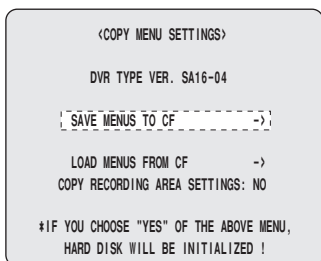 <COPY MENU SETTINGS>
DVR TYPE VER. SA16-04
SAVE MENUS TO CF ->
LOAD MENUS FROM CF ->
COPY RECORDING AREA SETTINGS: NO
*IF YOU CHOOSE "YES" OF THE ABOVE MENU,
HARD DISK WILL BE INITIALIZED !